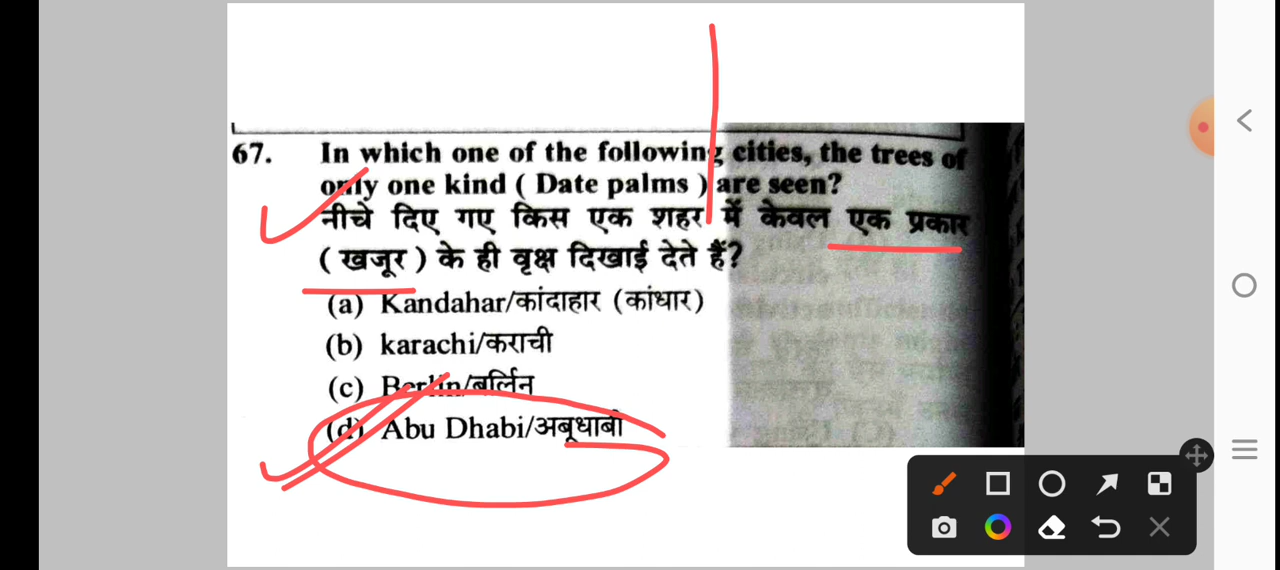 67. In which one of the following cities, the trees of
only one kind ( Date palms ) are seen?
नीचे दिए गए किस एक शहर में केवल एक प्रकार
( खजूर ) के ही वृक्ष दिखाई देते हैं?
(a) Kandahar/कांदाहार (कांधार)
(b) karachi/कराची
(c) Berlin/बर्लिन
(d) Abu Dhabi/अबूधाबी